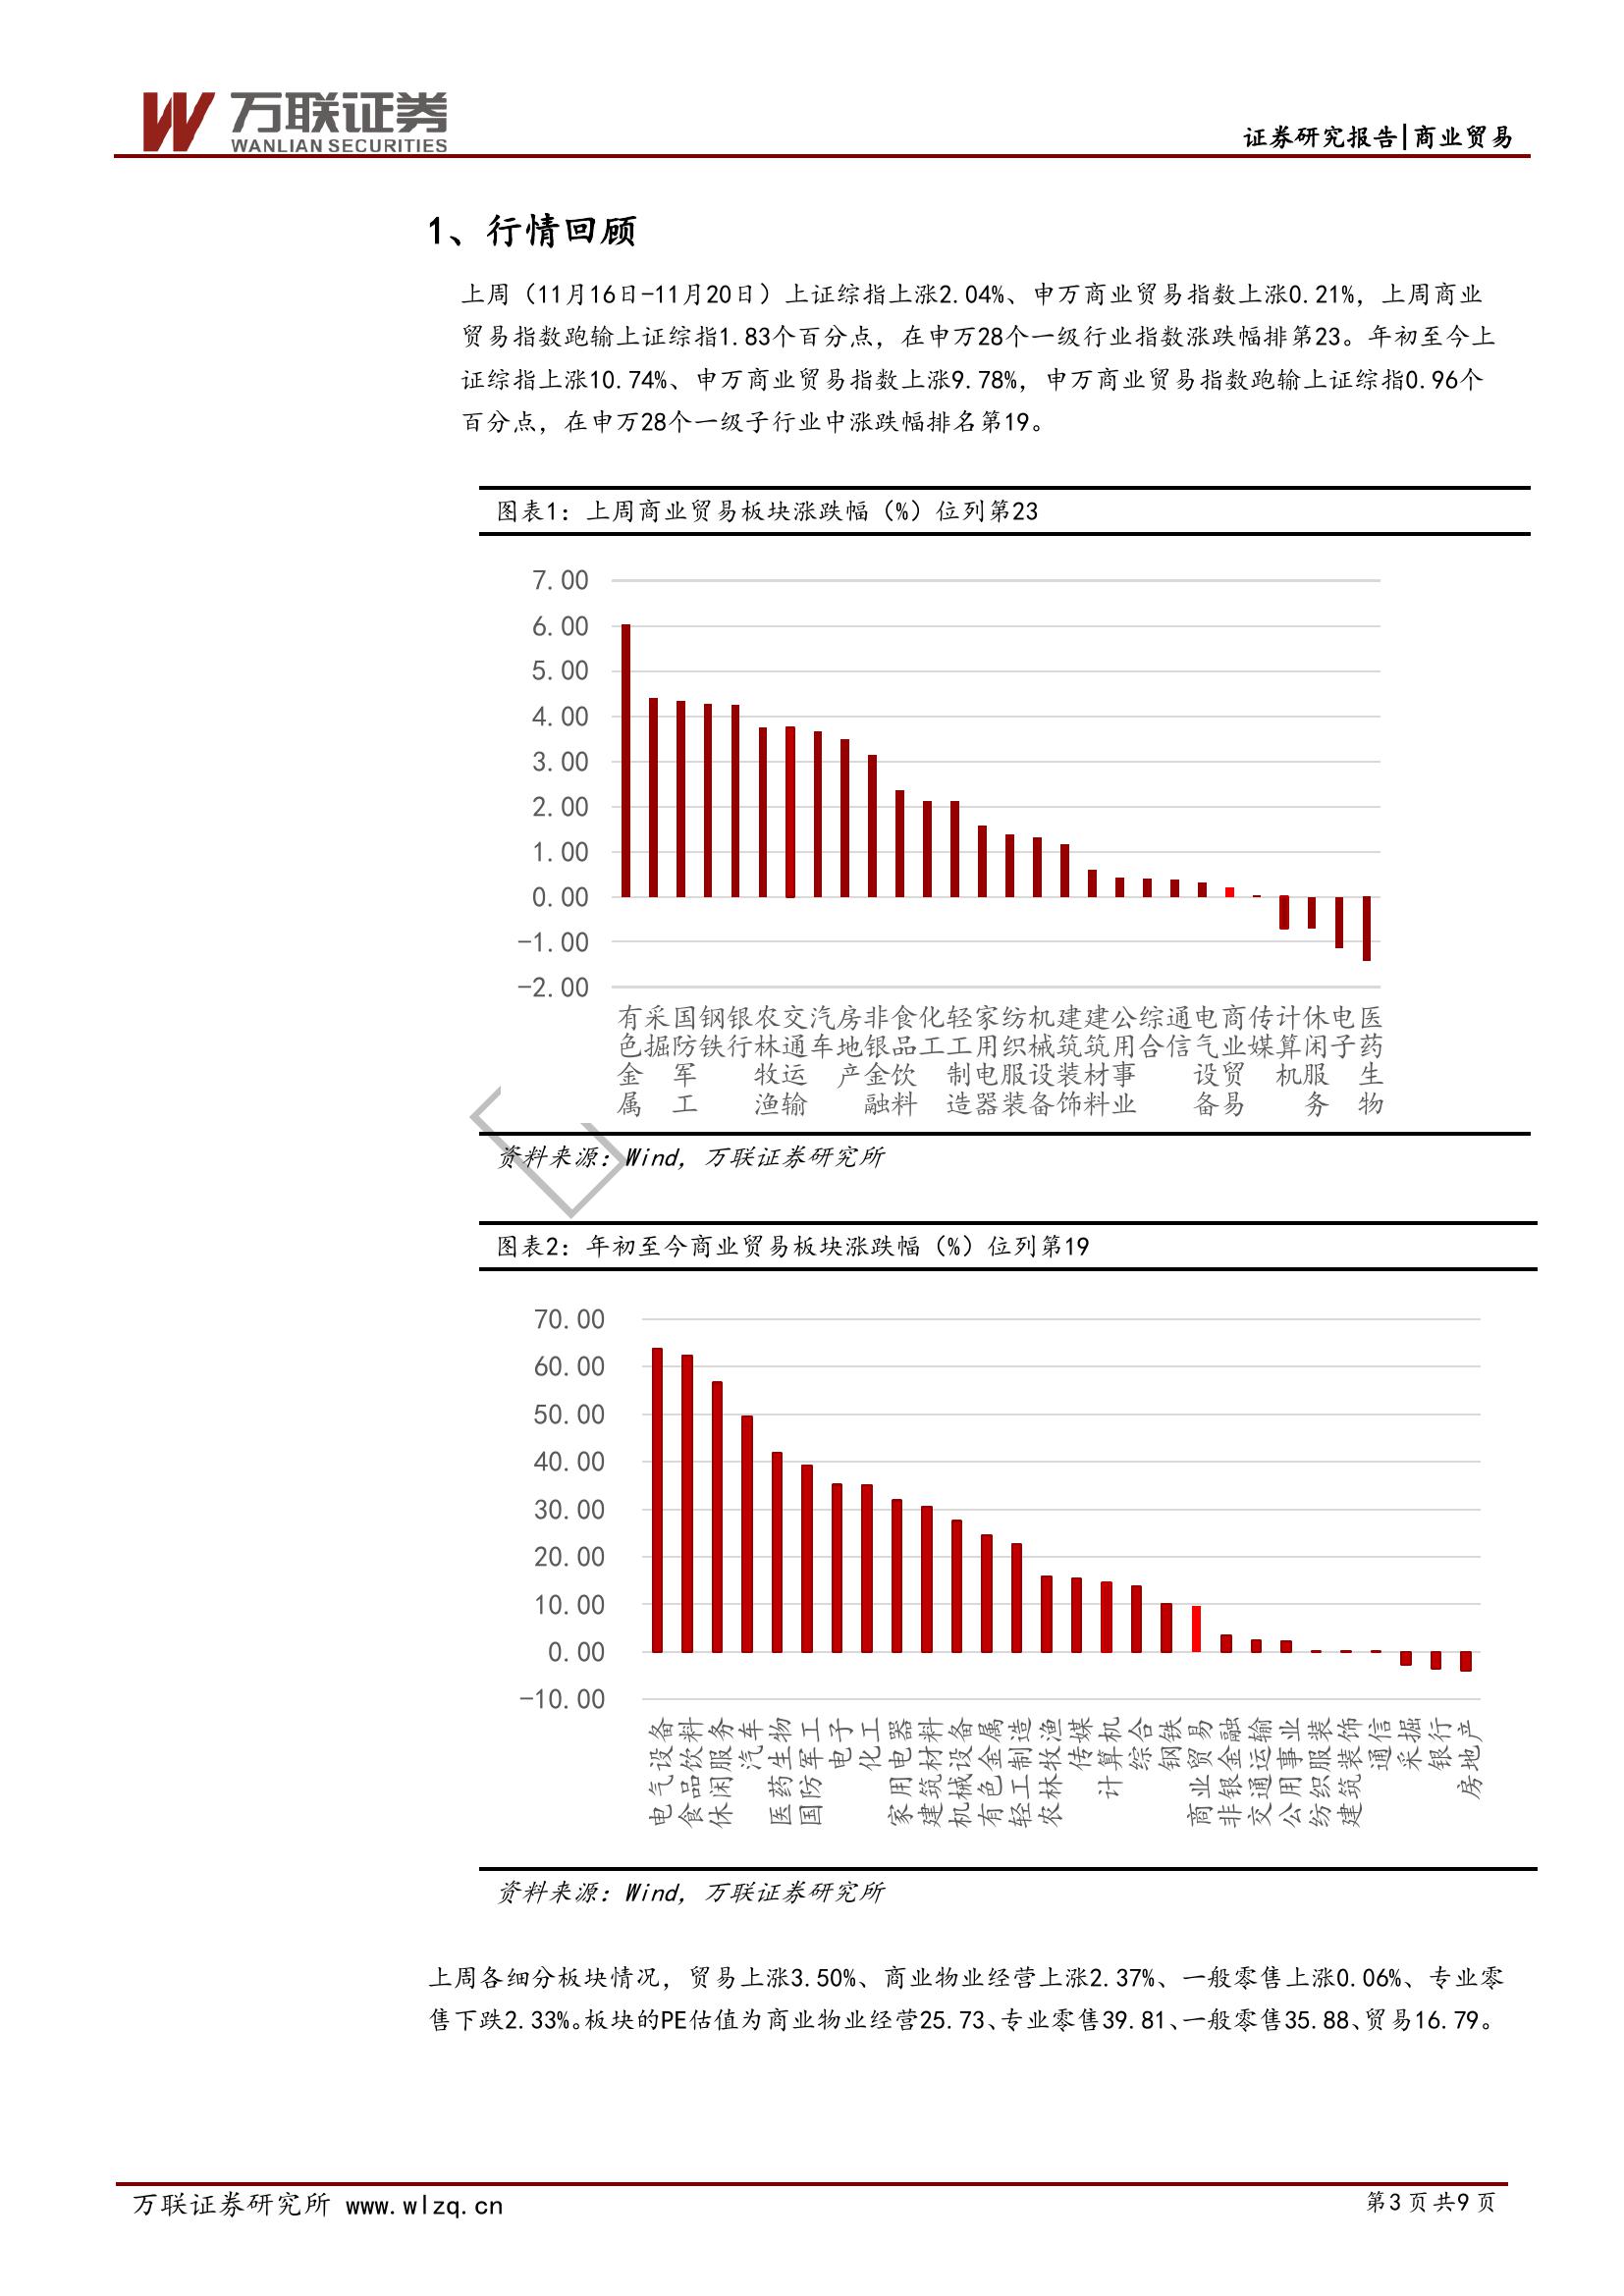 万联证券
WANLIAN SECURITIES
证券研究报告|商业贸易
1、行情回顾
上周（11月16日-11月20日）上证综指上涨2.04%、申万商业贸易指数上涨0.21%，上周商业
贸易指数跑输上证综指1.83个百分点，在申万28个一级行业指数涨跌幅排第23。年初至今上
证综指上涨10.74%、申万商业贸易指数上涨9.78%，申万商业贸易指数跑输上证综指0.96个
百分点，在申万28个一级子行业中涨跌幅排名第19。
图表1：上周商业贸易板块涨跌幅（%）位列第23
7.00
6.00
5.00
4.00
3.00
2.00
1.00
0.00
-1.00
-2.00
有色金属
采掘
国防军工
钢铁
银行
农林牧渔
交通运输
汽车
房地产
非银金融
食品饮料
化工
轻工制造
家用电器
纺织服装
机械设备
建筑装饰
建筑材料
公用事业
综合
通信
电气设备
商业贸易
传媒
计算机
休闲服务
电子
医药生物
资料来源：Wind，万联证券研究所
图表2：年初至今商业贸易板块涨跌幅（%）位列第19
70.00
60.00
50.00
40.00
30.00
20.00
10.00
0.00
-10.00
电气设备
食品饮料
休闲服务
汽车
医药生物
国防军工
电子
化工
家用电器
建筑材料
机械设备
有色金属
轻工制造
农林牧渔
传媒
计算机
综合
钢铁
商业贸易
非银金融
交通运输
公用事业
纺织服装
建筑装饰
通信
采掘
银行
房地产
资料来源：Wind，万联证券研究所
上周各细分板块情况，贸易上涨3.50%、商业物业经营上涨2.37%、一般零售上涨0.06%、专业零
售下跌2.33%。板块的PE估值为商业物业经营25.73、专业零售39.81、一般零售35.88、贸易16.79。
万联证券研究所 www.wlzq.cn
第3页共9页